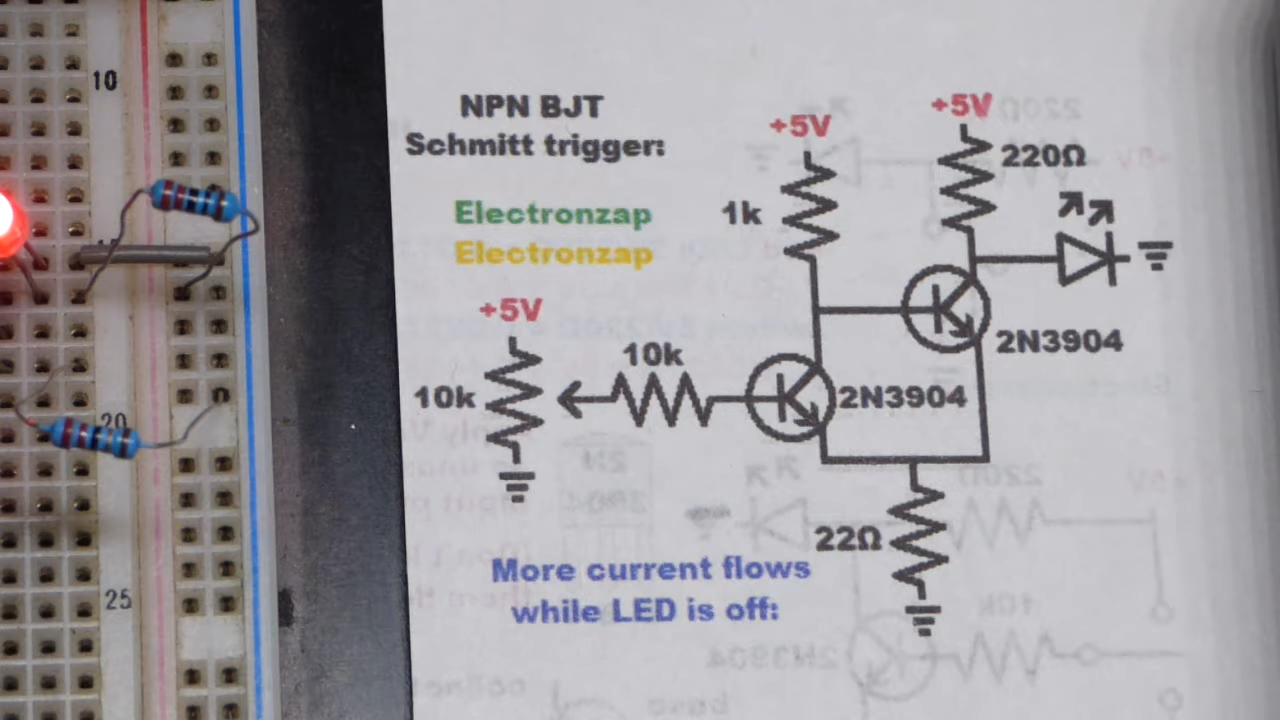 10
20
25
NPN BJT
Schmitt trigger:
Electronzap
Electronzap
+5V
10k
10k
+5V
1k
+5V
220Ω
2N3904
2N3904
22Ω
More current flows
while LED is off: